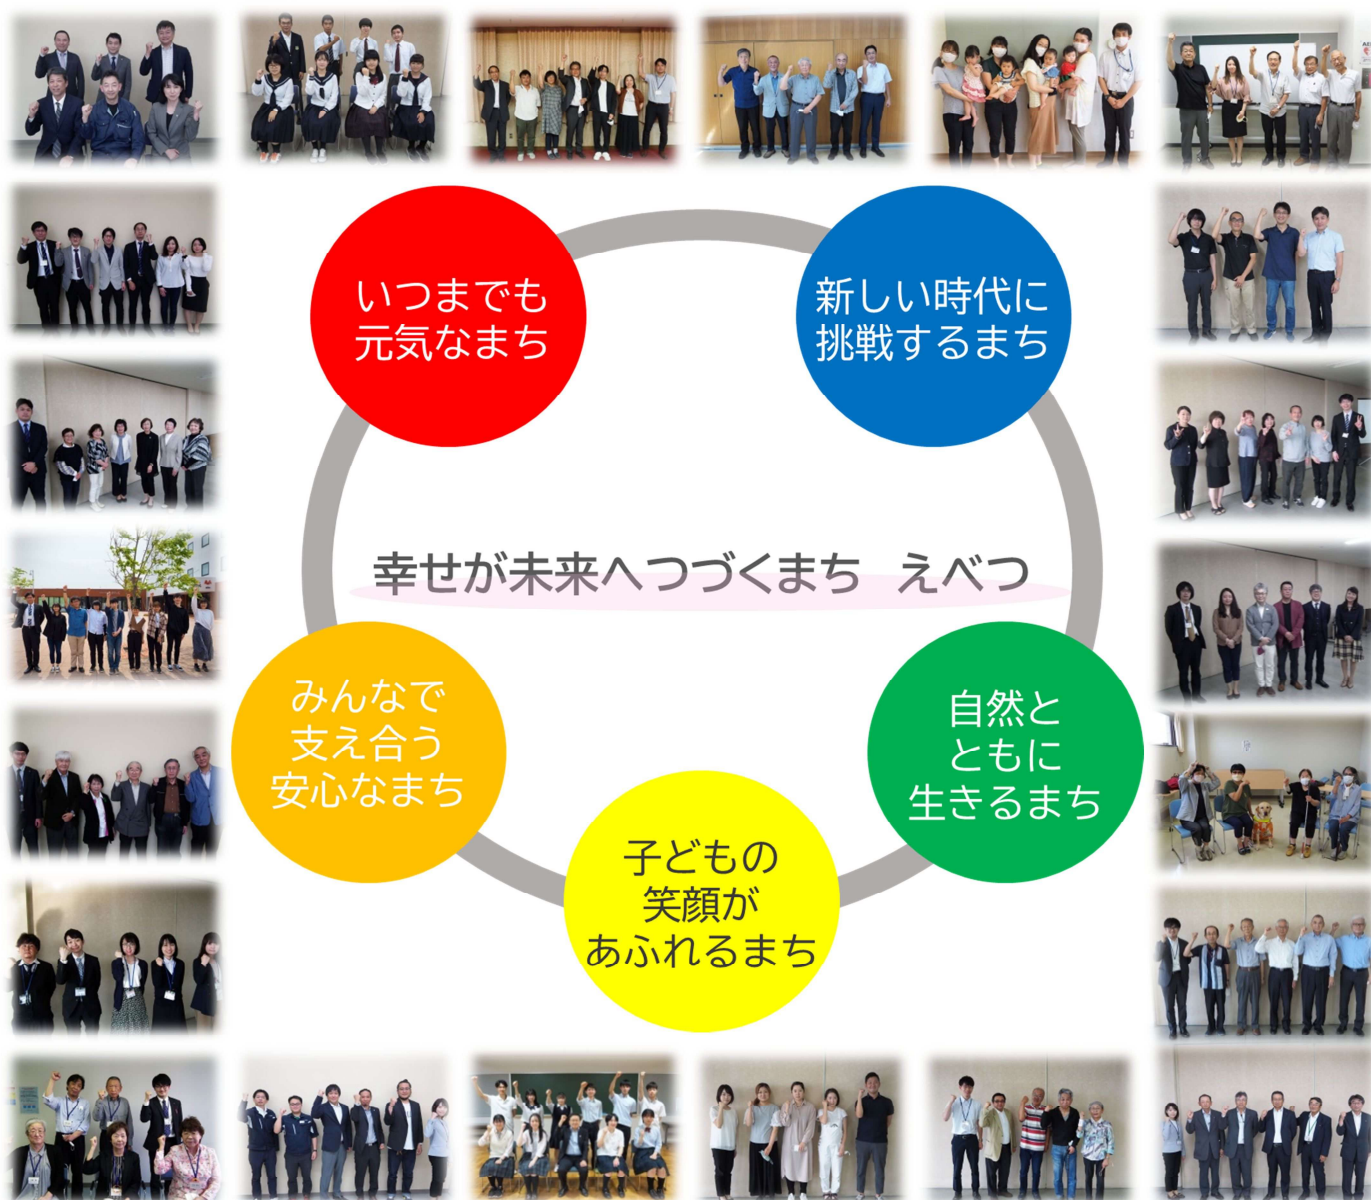 いつまでも
元気なまち
新しい時代に
挑戦するまち
幸せが未来へつづくまち　えべつ
みんなで
支え合う
安心なまち
自然と
ともに
生きるまち
子どもの
笑顔が
あふれるまち